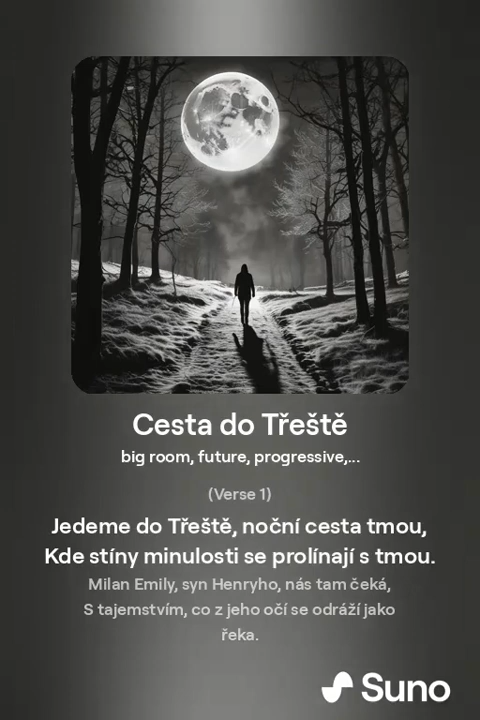 Cesta do Třeště
big room, future, progressive,...
(Verse 1)
Jedeme do Třeště, noční cesta tmou,
Kde stíny minulosti se prolínají s tmou.
Milan Emily, syn Henryho, nás tam čeká,
S tajemstvím, co z jeho očí se odráží jako
řeka.
Suno